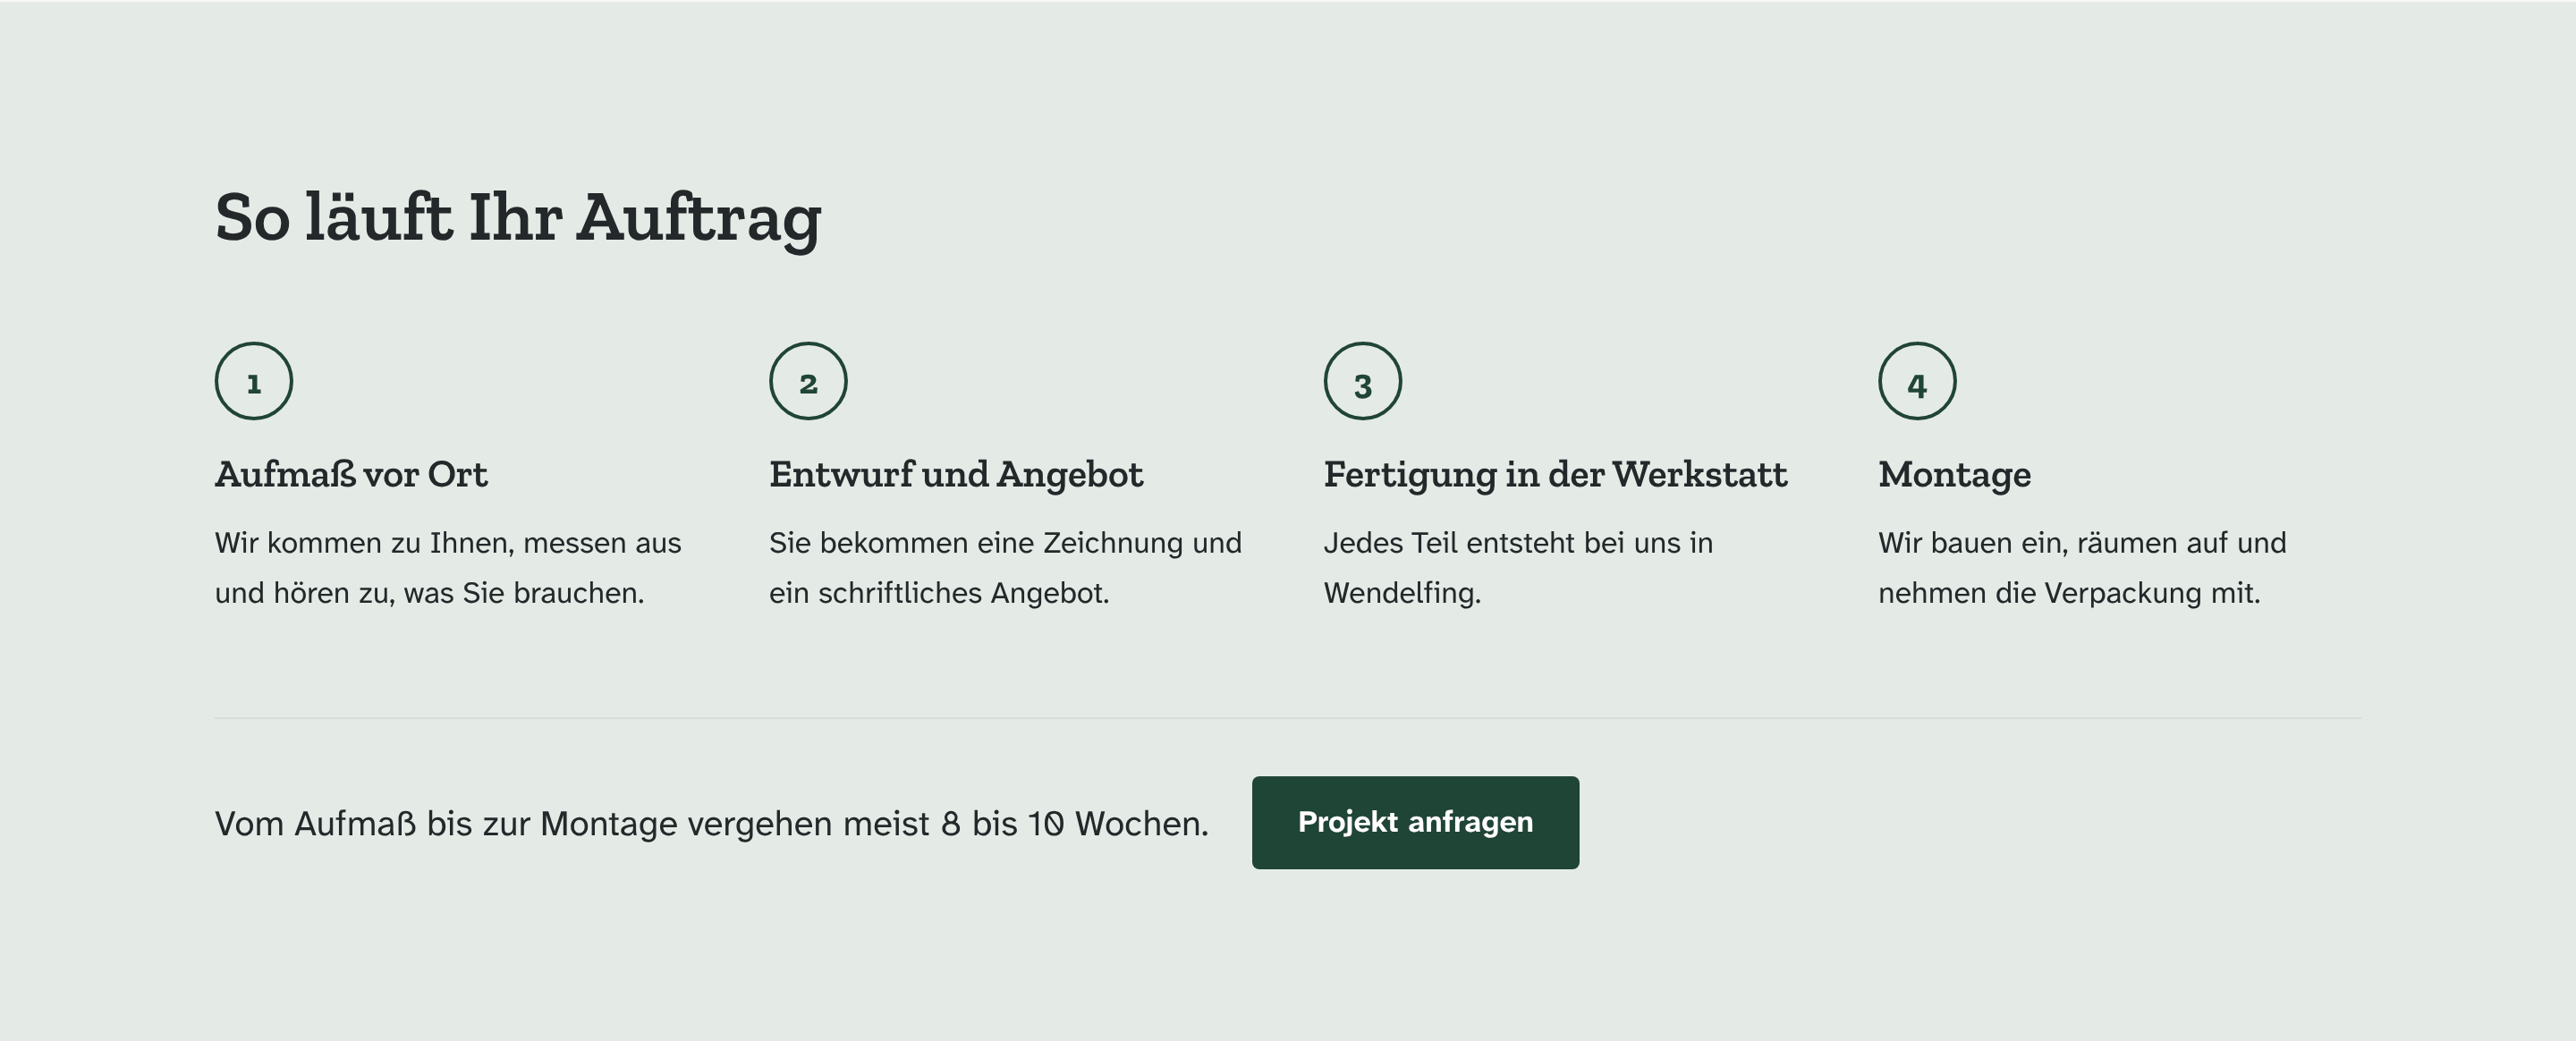 So läuft Ihr Auftrag
1
Aufmaß vor Ort
Wir kommen zu Ihnen, messen aus
und hören zu, was Sie brauchen.
2
Entwurf und Angebot
Sie bekommen eine Zeichnung und
ein schriftliches Angebot.
3
Fertigung in der Werkstatt
Jedes Teil entsteht bei uns in
Wendelfing.
4
Montage
Wir bauen ein, räumen auf und
nehmen die Verpackung mit.
Vom Aufmaß bis zur Montage vergehen meist 8 bis 10 Wochen.
Projekt anfragen